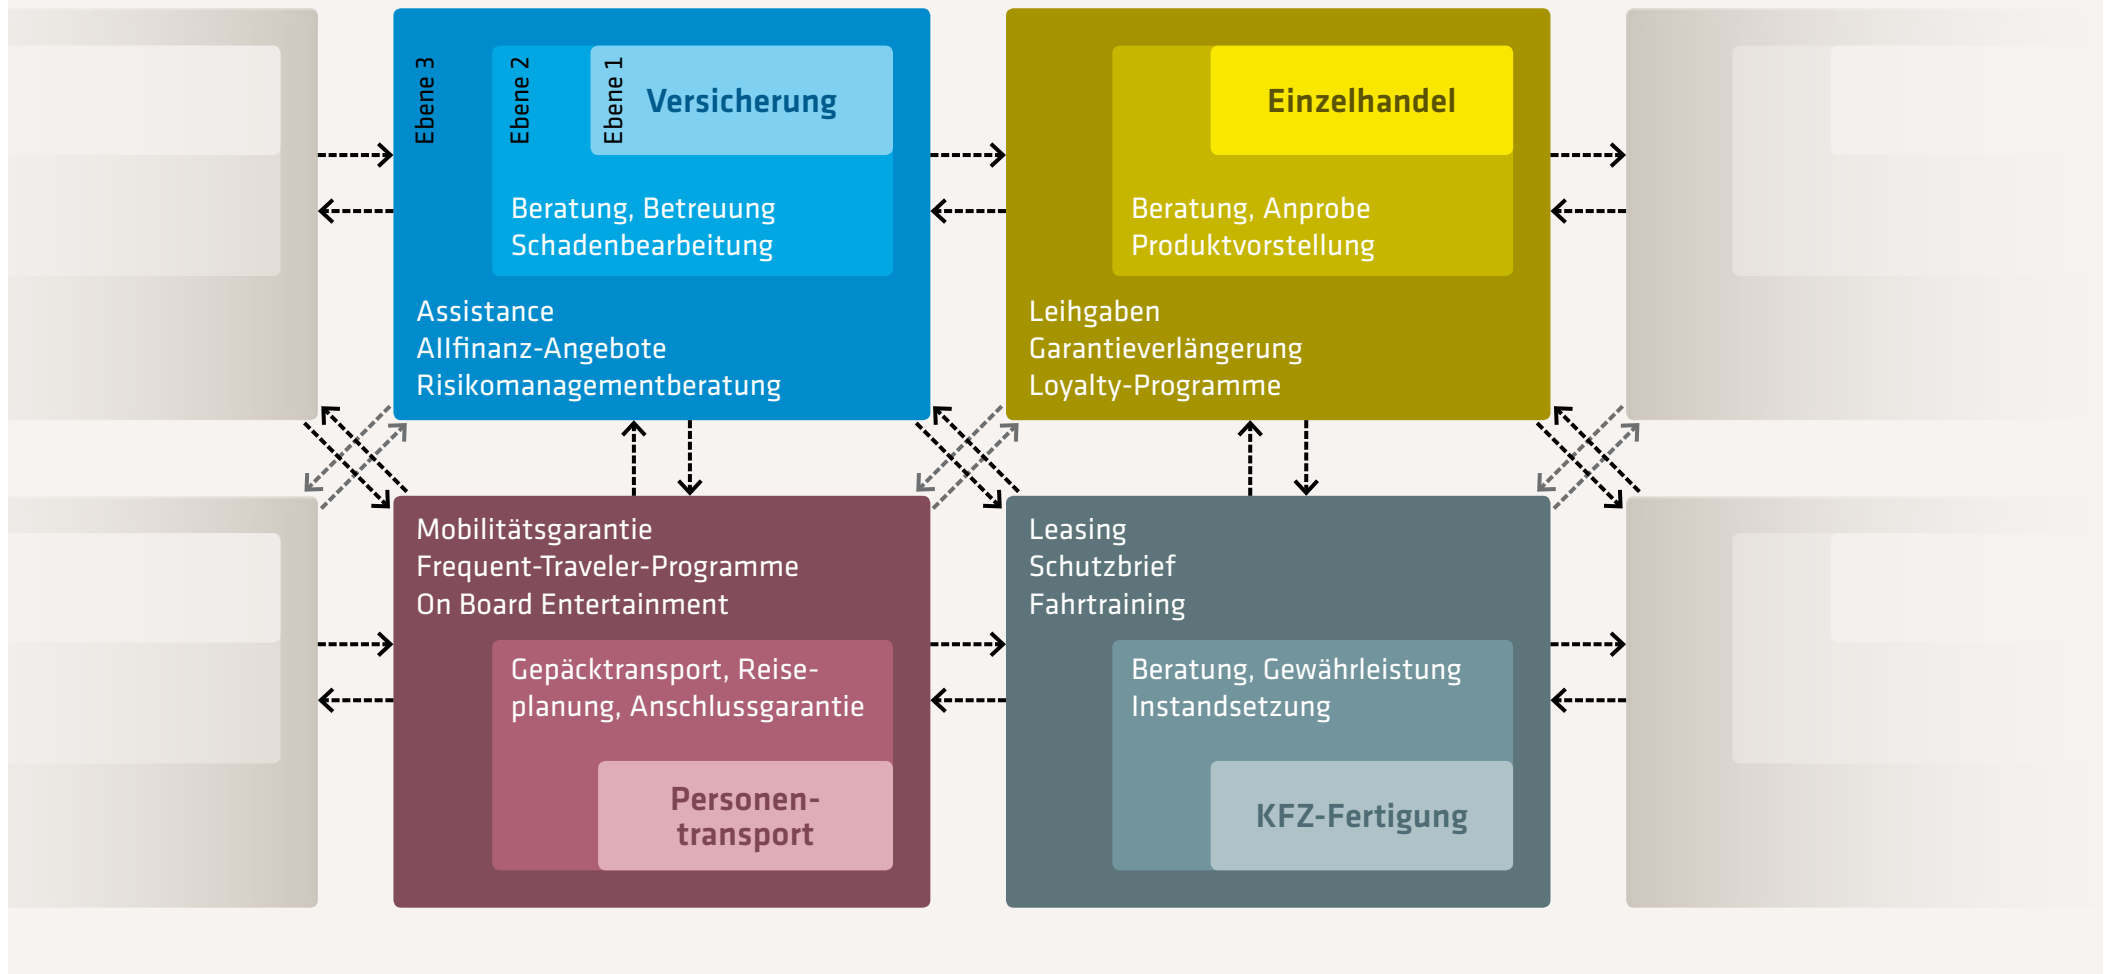 Ebene 3
Ebene 2
Ebene 1
Versicherung
Beratung, Betreuung
Schadenbearbeitung
Assistance
Allfinanz-Angebote
Risikomanagementberatung
Einzelhandel
Beratung, Anprobe
Produktvorstellung
Leihgaben
Garantieverlängerung
Loyalty-Programme
Mobilitätsgarantie
Frequent-Traveler-Programme
On Board Entertainment
Gepäcktransport, Reise-
planung, Anschlussgarantie
Personen-
transport
Leasing
Schutzbrief
Fahrtraining
Beratung, Gewährleistung
Instandsetzung
KFZ-Fertigung